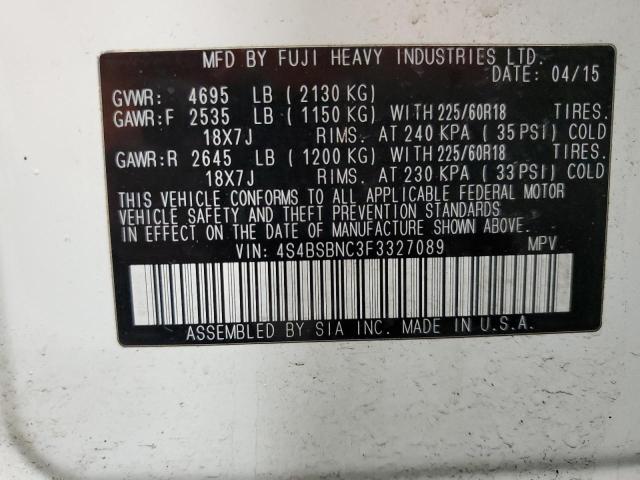 MFD BY FUJI HEAVY INDUSTRIES LTD.
DATE: 04/15
GVWR: 4695 LB (2130 KG)
GAWR:F 2535 LB (1150 KG) WITH 225/60R18 TIRES.
18X7J RIMS. AT 240 KPA (35 PSI) COLD
GAWR:R 2645 LB (1200 KG) WITH 225/60R18 TIRES.
18X7J RIMS. AT 230 KPA (33 PSI) COLD
THIS VEHICLE CONFORMS TO ALL APPLICABLE FEDERAL MOTOR
VEHICLE SAFETY AND THEFT PREVENTION STANDARDS IN
EFFECT ON THE DATE OF MANUFACTURE SHOWN ABOVE.
VIN: 4S4BSBNC3F3327089 MPV
ASSEMBLED BY SIA INC. MADE IN U.S.A.